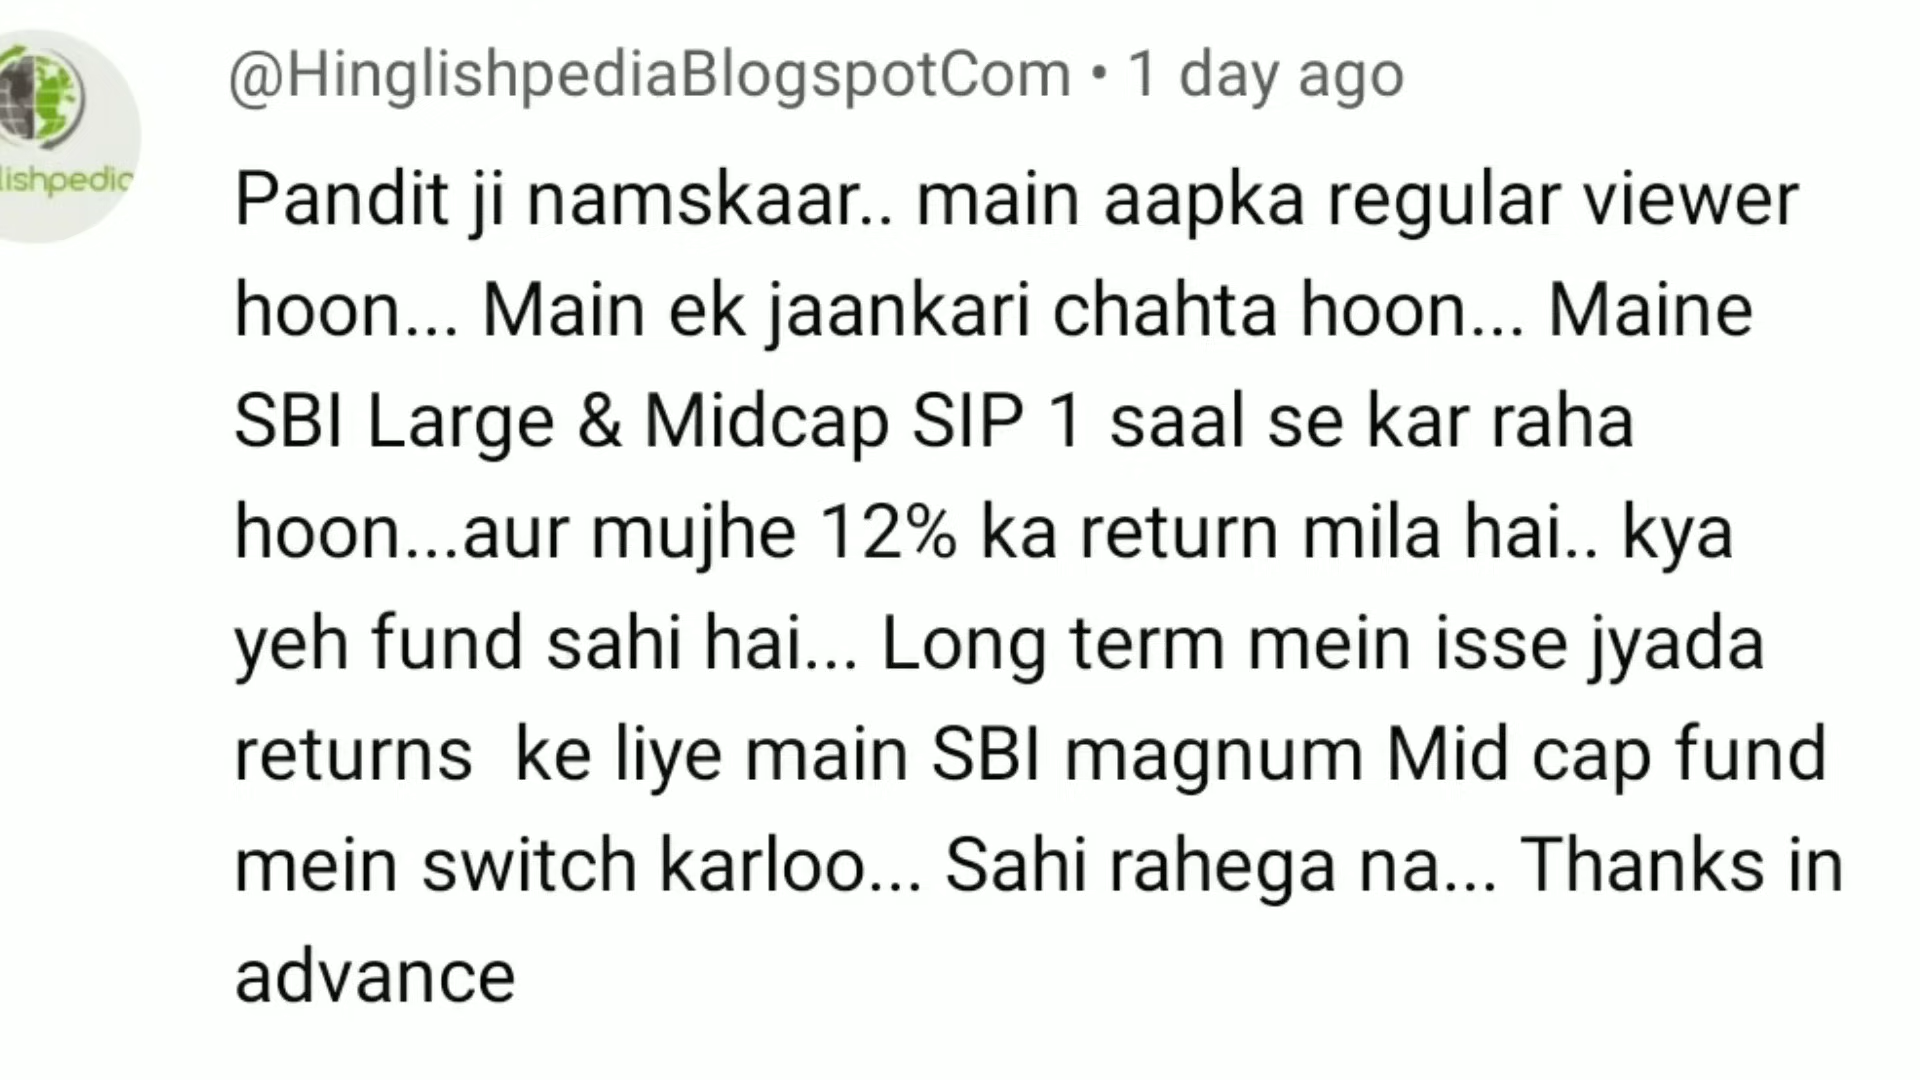 @HinglishpediaBlogspotCom • 1 day ago
lishpedia
Pandit ji namskaar.. main aapka regular viewer
hoon... Main ek jaankari chahta hoon... Maine
SBI Large & Midcap SIP 1 saal se kar raha
hoon...aur mujhe 12% ka return mila hai.. kya
yeh fund sahi hai... Long term mein isse jyada
returns  ke liye main SBI magnum Mid cap fund
mein switch karloo... Sahi rahega na... Thanks in
advance